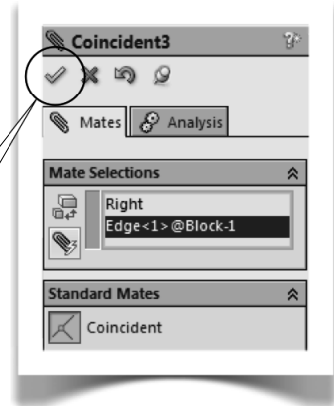 Coincident3
Mates Analysis
Mate Selections
Right
Edge<1>@Block-1
Standard Mates
Coincident